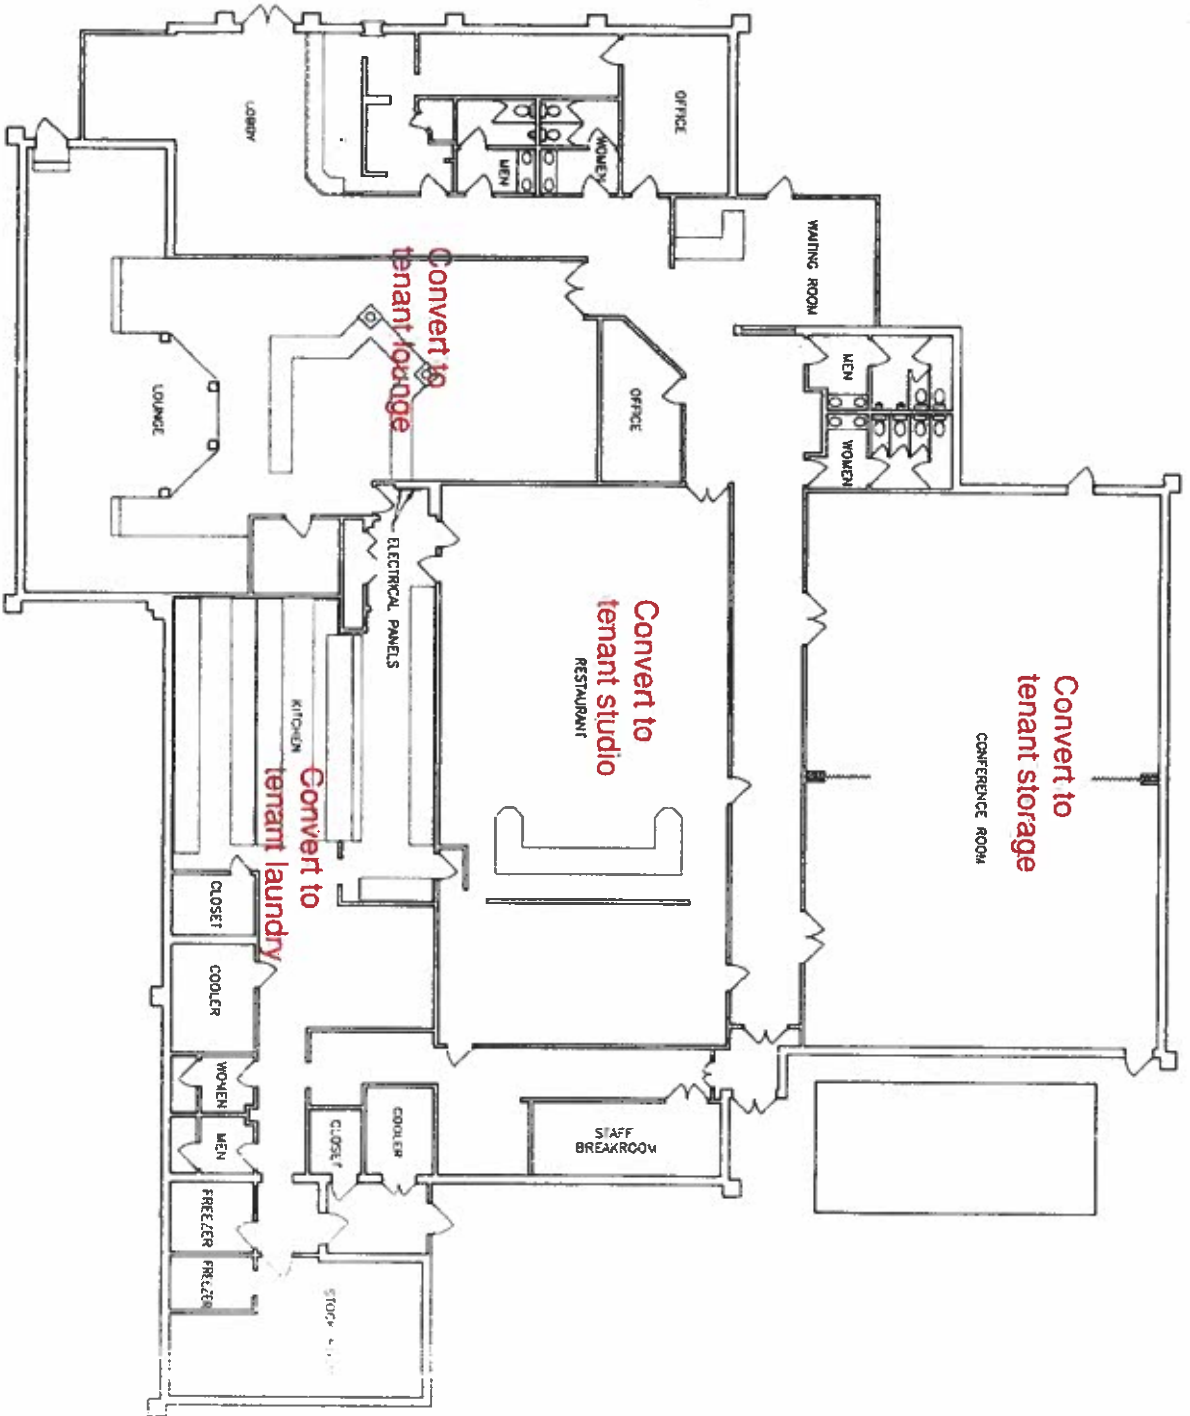 LOBBY
OFFICE
WOMEN
MEN
WAITING ROOM
Convert to
tenant lounge
LOUNGE
OFFICE
MEN
WOMEN
ELECTRICAL PANELS
Convert to
tenant studio
RESTAURANT
Convert to
tenant storage
CONFERENCE ROOM
KITCHEN
Convert to
tenant laundry
CLOSET
COOLER
WOMEN
MEN
CLOSET
COOLER
STAFF
BREAKROOM
FREEZER
FREEZER
STOCK